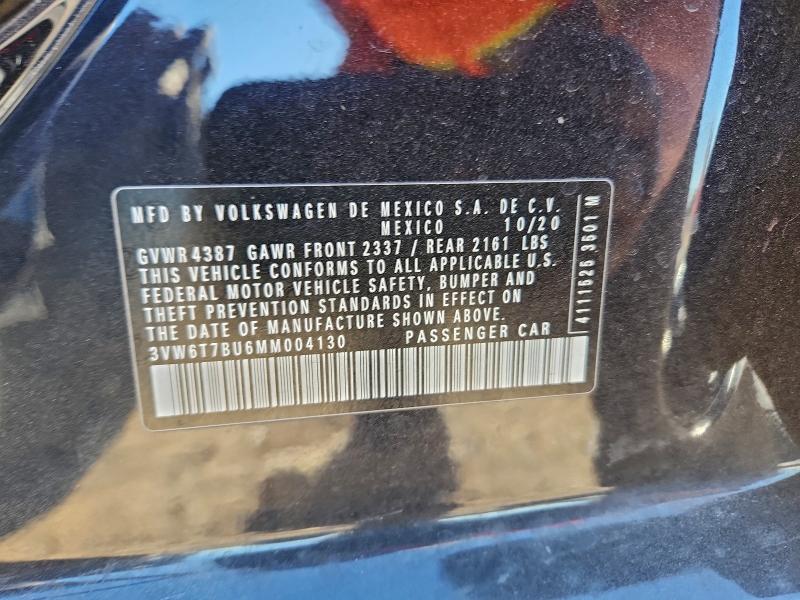 MFD BY VOLKSWAGEN DE MEXICO S.A. DE C.V.
MEXICO 10/20
GVWR 4387 GAWR FRONT 2337 / REAR 2161 LBS
THIS VEHICLE CONFORMS TO ALL APPLICABLE U.S.
FEDERAL MOTOR VEHICLE SAFETY, BUMPER AND
THEFT PREVENTION STANDARDS IN EFFECT ON
THE DATE OF MANUFACTURE SHOWN ABOVE.
3VW6T7BU6MM004130 PASSENGER CAR
4111626 3601 M